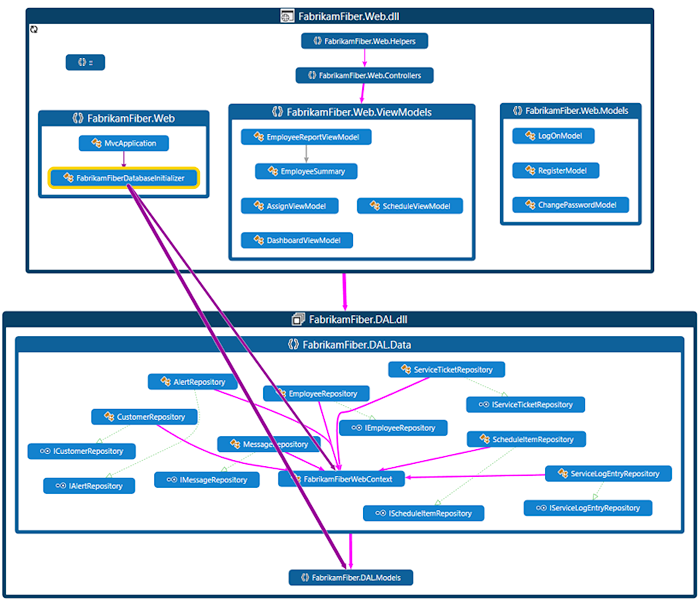 FabrikamFiber.Web.dll
FabrikamFiber.Web.Helpers
FabrikamFiber.Web.Controllers
FabrikamFiber.Web
MvcApplication
FabrikamFiberDatabaseInitializer
FabrikamFiber.Web.ViewModels
EmployeeReportViewModel
EmployeeSummary
AssignViewModel
ScheduleViewModel
DashboardViewModel
FabrikamFiber.Web.Models
LogOnModel
RegisterModel
ChangePasswordModel
FabrikamFiber.DAL.dll
FabrikamFiber.DAL.Data
ServiceTicketRepository
AlertRepository
EmployeeRepository
IServiceTicketRepository
CustomerRepository
IEmployeeRepository
MessageRepository
ScheduleItemRepository
ICustomerRepository
ServiceLogEntryRepository
IMessageRepository
FabrikamFiberWebContext
IAlertRepository
IScheduleItemRepository
IServiceLogEntryRepository
FabrikamFiber.DAL.Models